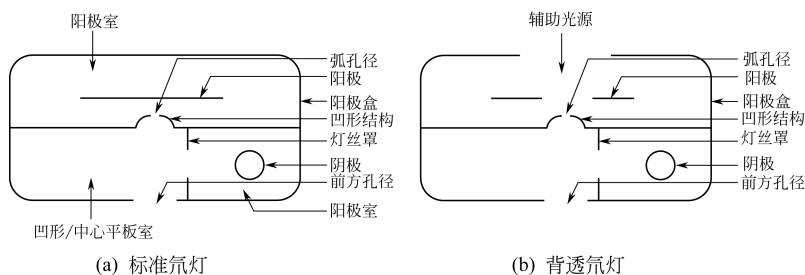 阳极室
弧孔径
阳极
阳极盒
凹形结构
灯丝罩
阴极
前方孔径
阳极室
凹形/中心平板室
(a) 标准氘灯
辅助光源
弧孔径
阳极
阳极盒
凹形结构
灯丝罩
阴极
前方孔径
(b) 背透氘灯